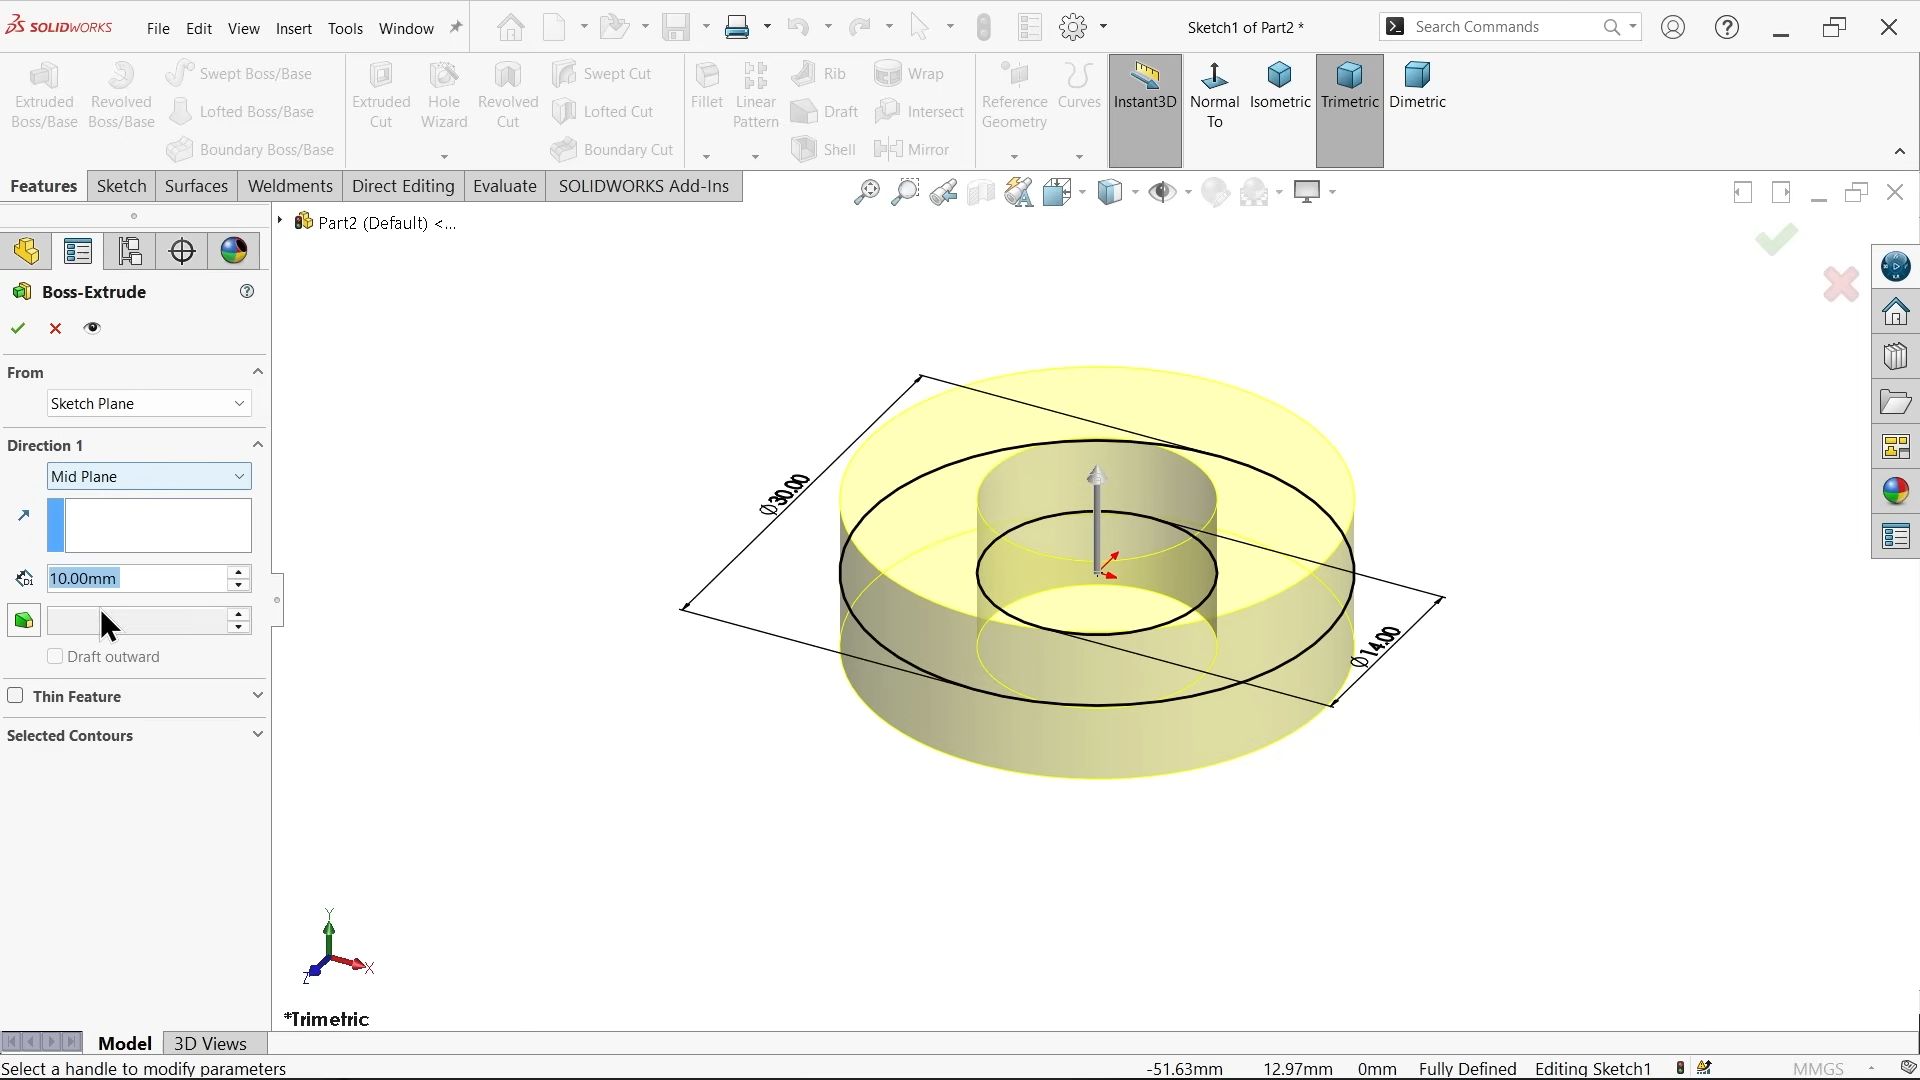 SOLIDWORKS
File Edit View Insert Tools Window
Sketch1 of Part2 *
Search Commands
Extruded Boss/Base
Revolved Boss/Base
Swept Boss/Base
Lofted Boss/Base
Boundary Boss/Base
Extruded Cut
Hole Wizard
Revolved Cut
Swept Cut
Lofted Cut
Boundary Cut
Fillet
Linear Pattern
Rib
Draft
Shell
Wrap
Intersect
Mirror
Reference Geometry
Curves
Instant3D
Normal To
Isometric
Trimetric
Dimetric
Features Sketch Surfaces Weldments Direct Editing Evaluate SOLIDWORKS Add-Ins
Part2 (Default) <...
Boss-Extrude
From
Sketch Plane
Direction 1
Mid Plane
10.00mm
Draft outward
Thin Feature
Selected Contours
Ø30.00
Ø14.00
Y
X
Z
*Trimetric
Model 3D Views
Select a handle to modify parameters
-51.63mm 12.97mm 0mm Fully Defined Editing Sketch1 MMGS